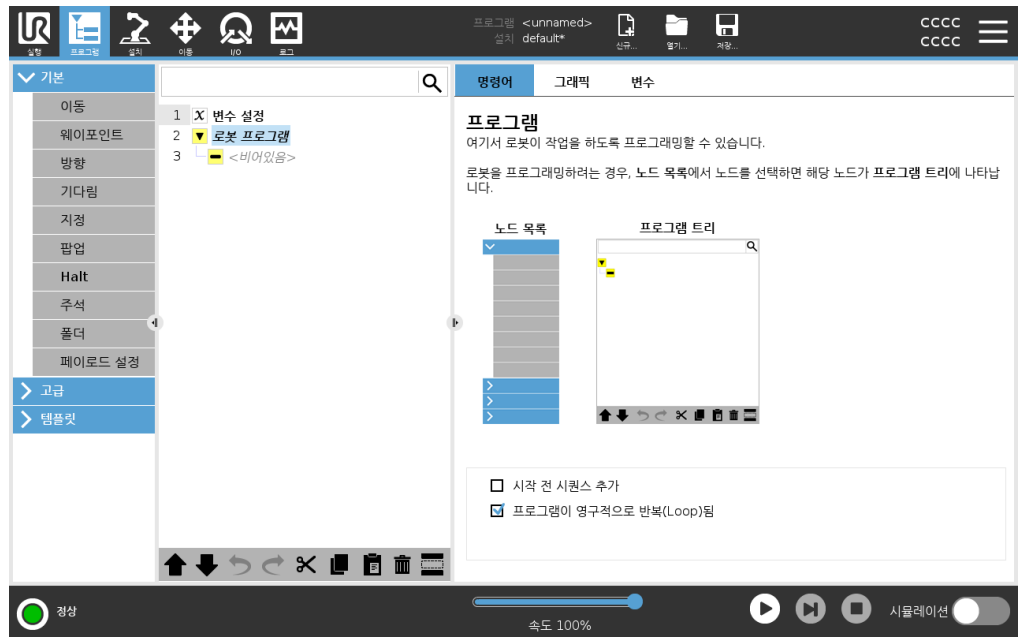 UR
실행
프로그램
설치
이동
I/O
로그
프로그램 <unnamed>
설치 default*
신규...
열기...
저장...
CCCC
CCCC
기본
이동
웨이포인트
방향
기다림
지정
팝업
Halt
주석
폴더
페이로드 설정
고급
템플릿
1 X 변수 설정
2 로봇 프로그램
3 <비어있음>
명령어 그래픽 변수
프로그램
여기서 로봇이 작업을 하도록 프로그래밍할 수 있습니다.
로봇을 프로그래밍하려는 경우, 노드 목록에서 노드를 선택하면 해당 노드가 프로그램 트리에 나타납
니다.
노드 목록 프로그램 트리
시작 전 시퀀스 추가
프로그램이 영구적으로 반복(Loop)됨
정상
속도 100%
시뮬레이션